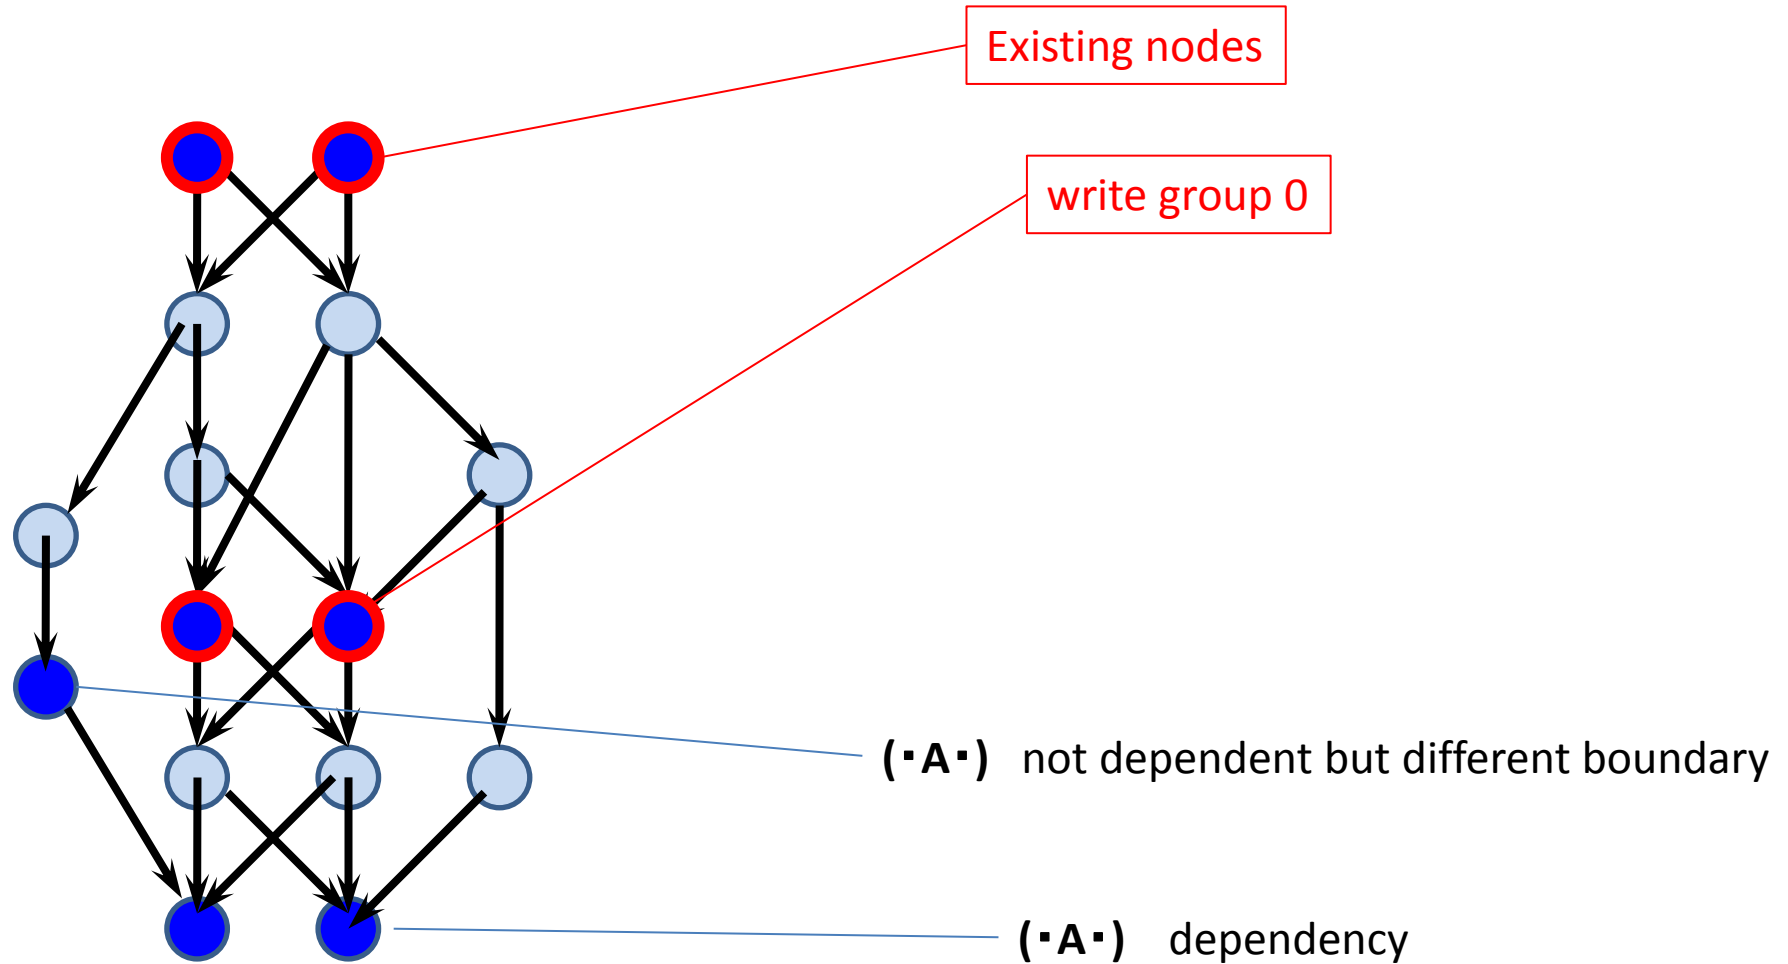 Existing nodes
write group 0
(･A･) not dependent but different boundary
(･A･) dependency